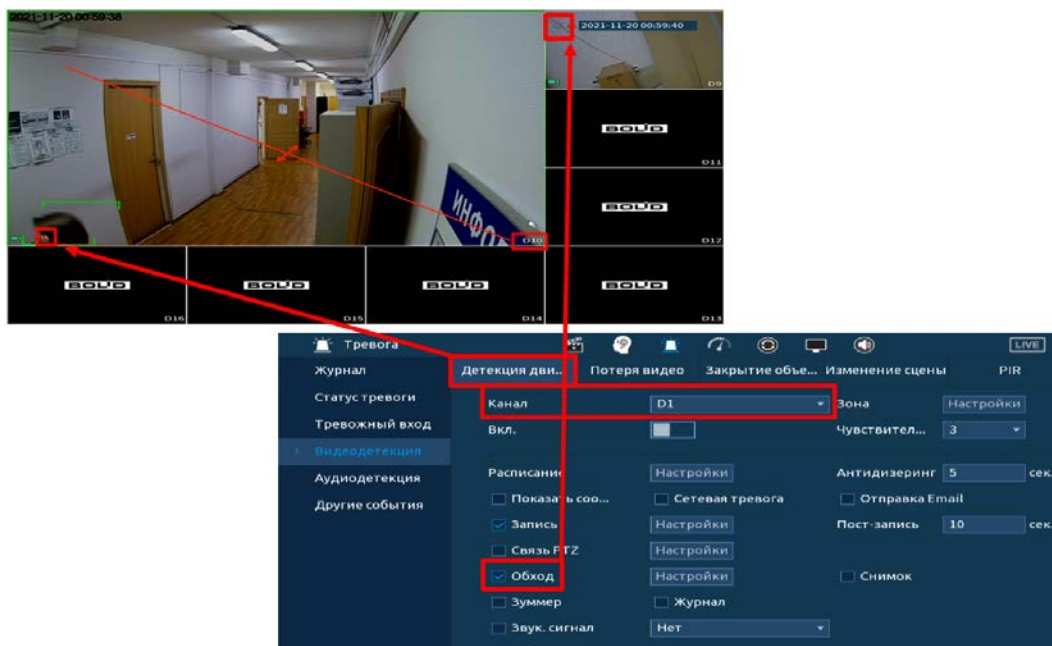 2021-11-20 00:59:38
2021-11-20 00:59:40
D9
BOLID
D11
BOLID
D12
ИНФО
D10
BOLID
D16
BOLID
D15
BOLID
D14
BOLID
D13
Тревога
LIVE
Журнал
Детекция дви...
Потеря видео
Закрытие объе...
Изменение сцены
PIR
Статус тревоги
Канал
D1
Зона
Настройки
Тревожный вход
Вкл.
Чувствител...
3
Видеодетекция
Аудиодетекция
Расписание
Настройки
Антидизеринг
5
сек.
Другие события
Показать соо...
Сетевая тревога
Отправка Email
Запись
Настройки
Пост-запись
10
сек.
Связь PTZ
Настройки
Обход
Настройки
Снимок
Зуммер
Журнал
Звук. сигнал
Нет